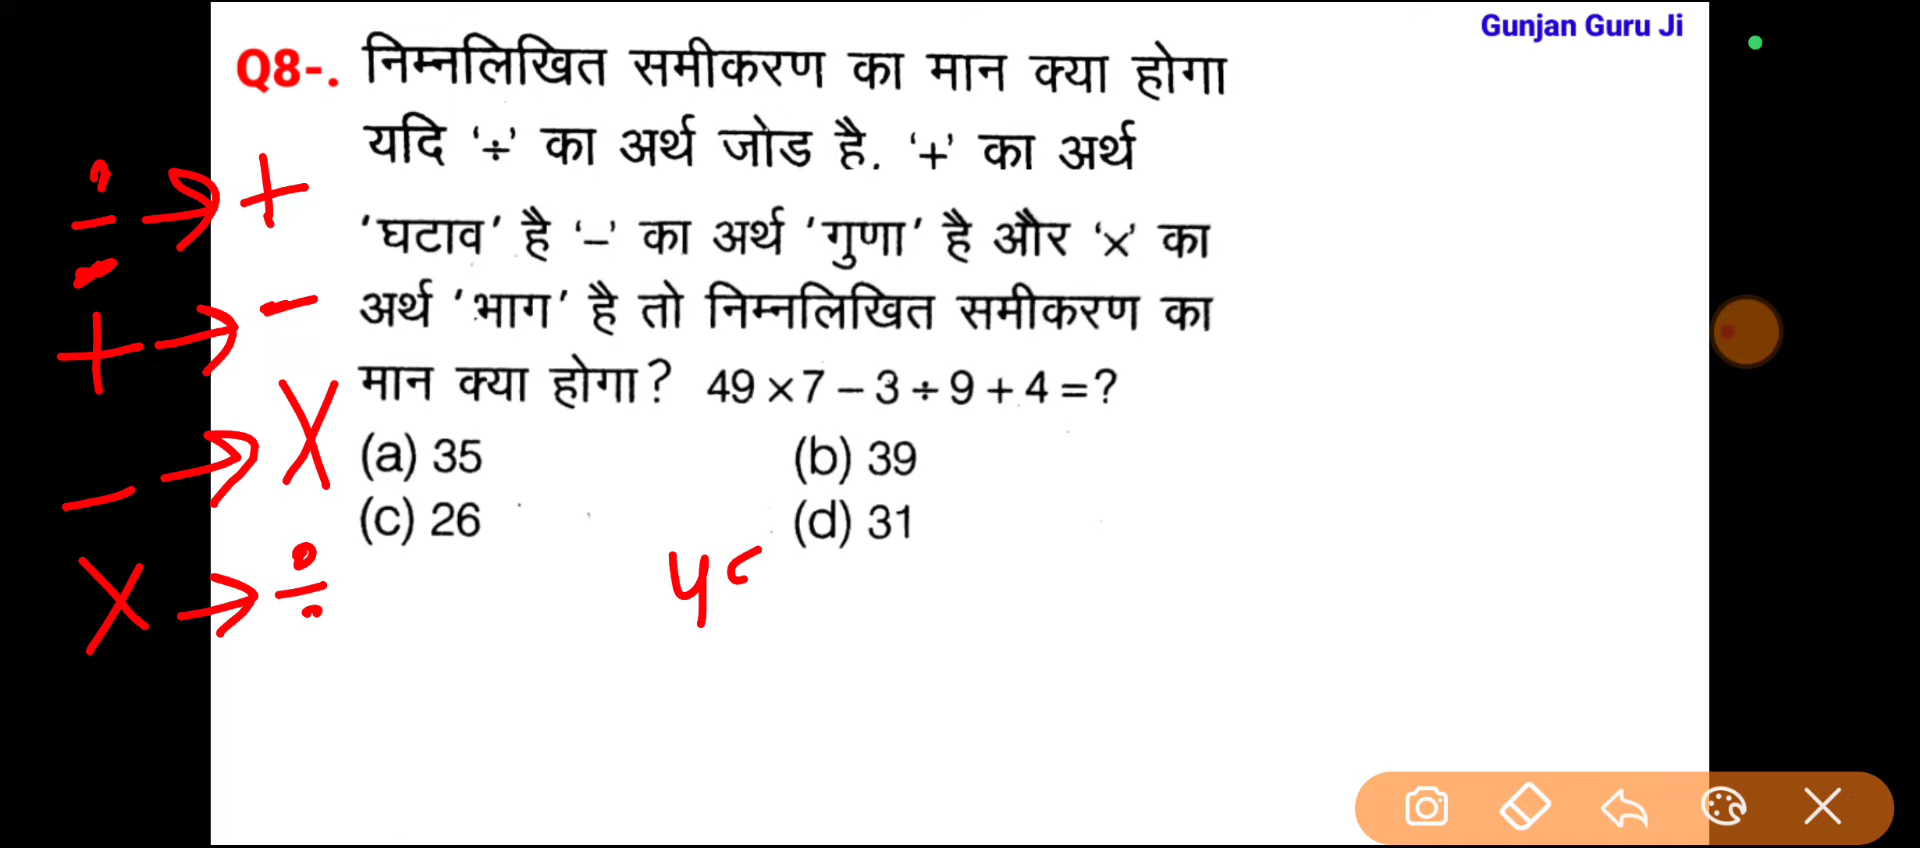 Gunjan Guru Ji
Q8-. निम्नलिखित समीकरण का मान क्या होगा
यदि ‘÷’ का अर्थ जोड है. ‘+’ का अर्थ
‘घटाव’ है ‘–’ का अर्थ ‘गुणा’ है और ‘×’ का
अर्थ ‘भाग’ है तो निम्नलिखित समीकरण का
मान क्या होगा? 49 × 7 – 3 ÷ 9 + 4 = ?
(a) 35 (b) 39
(c) 26 (d) 31
÷ → +
+ → –
– → ×
× → ÷